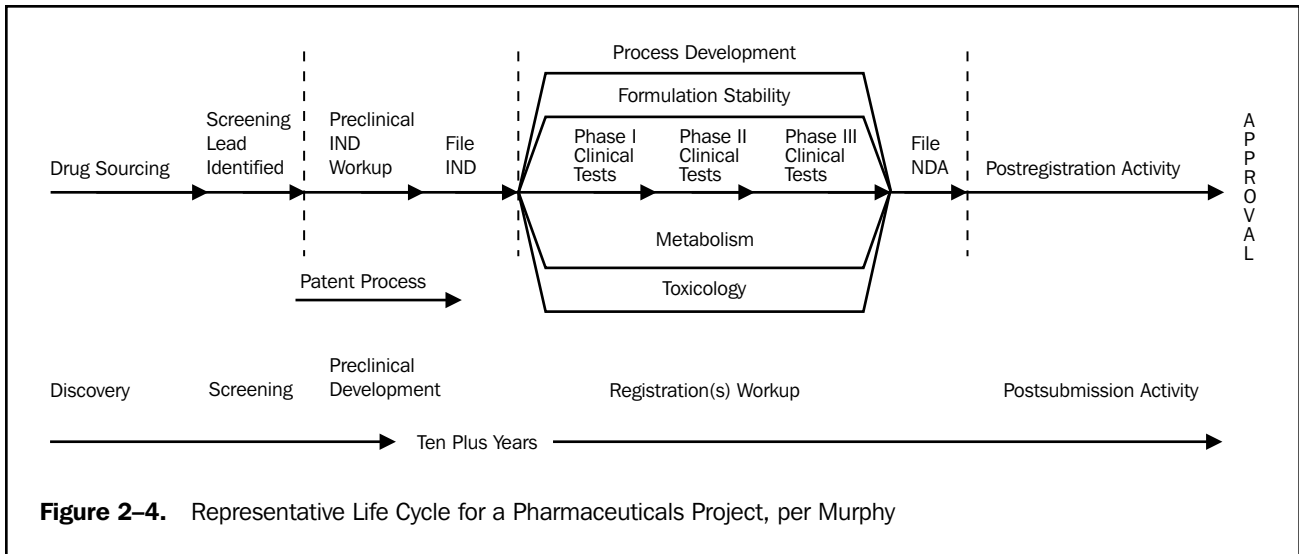 Process Development
Formulation Stability
Drug Sourcing
Screening
Lead
Identified
Preclinical
IND
Workup
File
IND
Phase I
Clinical
Tests
Phase II
Clinical
Tests
Phase III
Clinical
Tests
File
NDA
Postregistration Activity
A
P
P
R
O
V
A
L
Metabolism
Toxicology
Patent Process
Discovery
Screening
Preclinical
Development
Registration(s) Workup
Postsubmission Activity
Ten Plus Years
Figure 2–4. Representative Life Cycle for a Pharmaceuticals Project, per Murphy